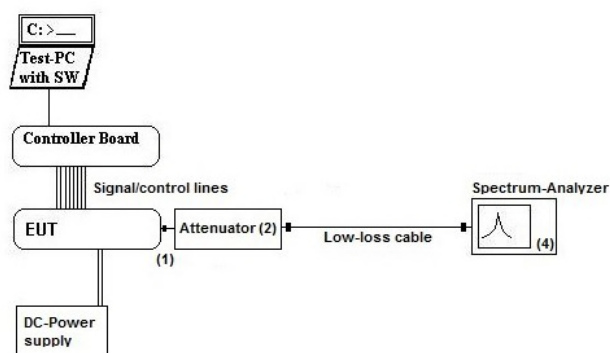 C: >__
Test-PC
with SW
Controller Board
Signal/control lines
Spectrum-Analyzer
EUT
Attenuator (2)
(4)
Low-loss cable
(1)
DC-Power
supply